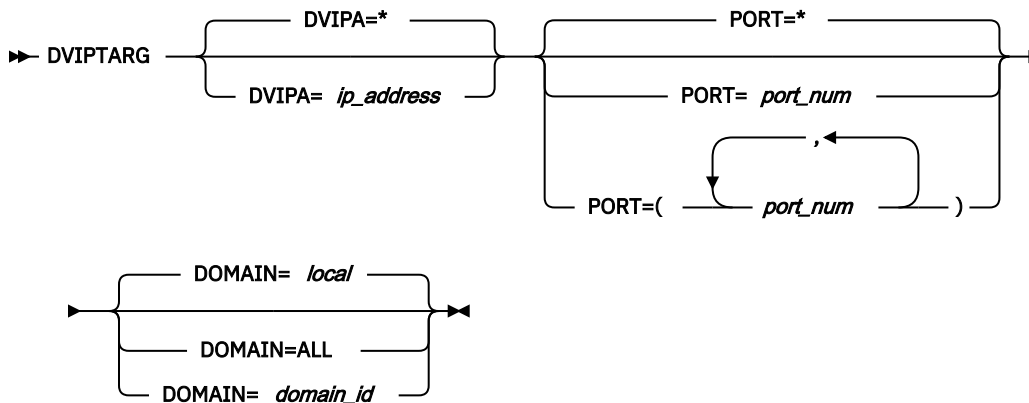 DVIPA=* PORT=*
DVIPTARG
DVIPA= ip_address PORT= port_num
,
PORT=( port_num )
DOMAIN= local
DOMAIN=ALL
DOMAIN= domain_id